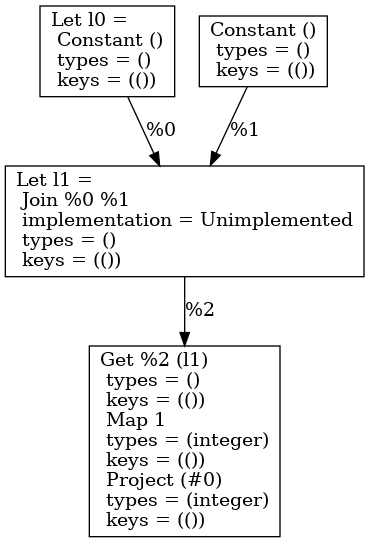 Let l0 =
Constant ()
types = ()
keys = (())
Constant ()
types = ()
keys = (())
%0
%1
Let l1 =
Join %0 %1
implementation = Unimplemented
types = ()
keys = (())
%2
Get %2 (l1)
types = ()
keys = (())
Map 1
types = (integer)
keys = (())
Project (#0)
types = (integer)
keys = (())